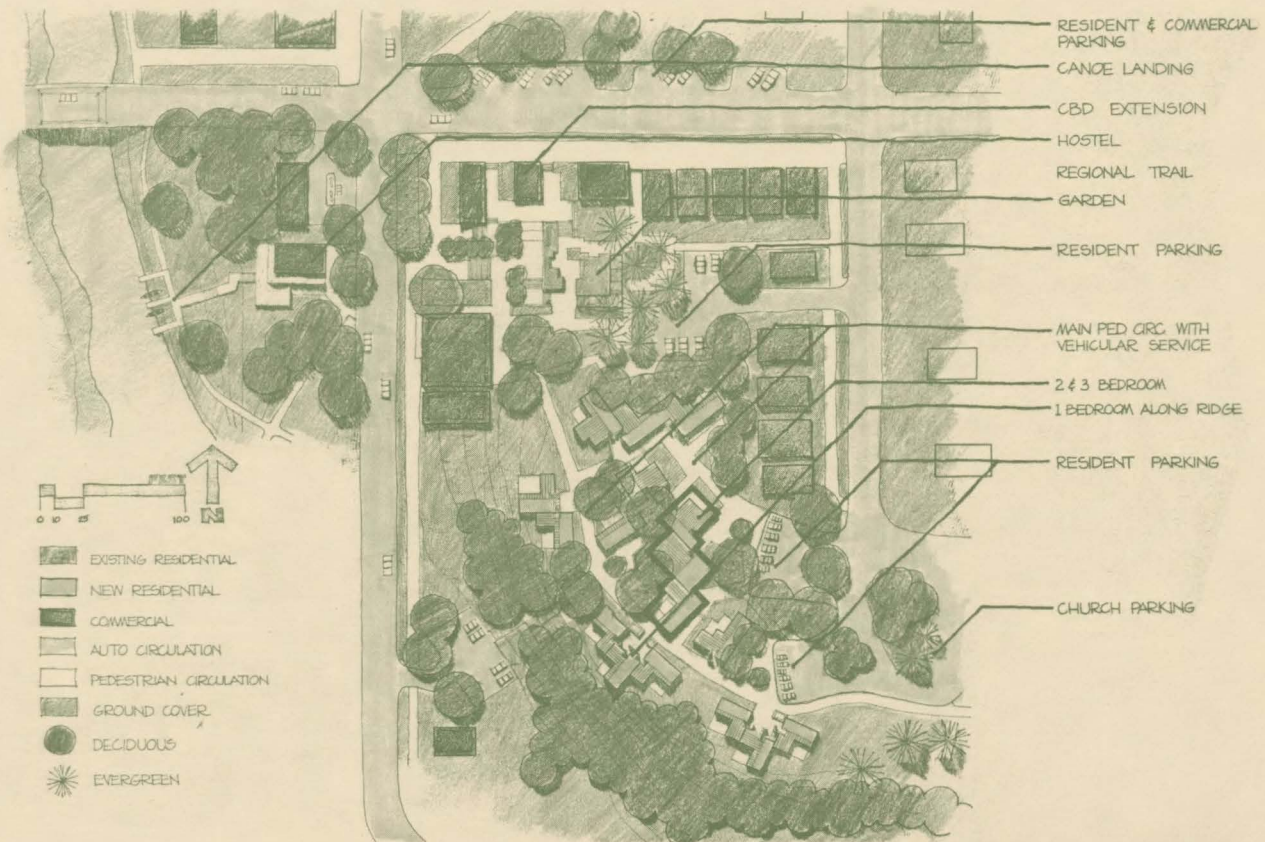 RESIDENT & COMMERCIAL
PARKING
CANOE LANDING
CBD EXTENSION
HOSTEL
REGIONAL TRAIL
GARDEN
RESIDENT PARKING
MAIN PED CIRC WITH
VEHICULAR SERVICE
2 & 3 BEDROOM
1 BEDROOM ALONG RIDGE
RESIDENT PARKING
CHURCH PARKING
N
0 10 25 100
EXISTING RESIDENTIAL
NEW RESIDENTIAL
COMMERCIAL
AUTO CIRCULATION
PEDESTRIAN CIRCULATION
GROUND COVER
DECIDUOUS
EVERGREEN